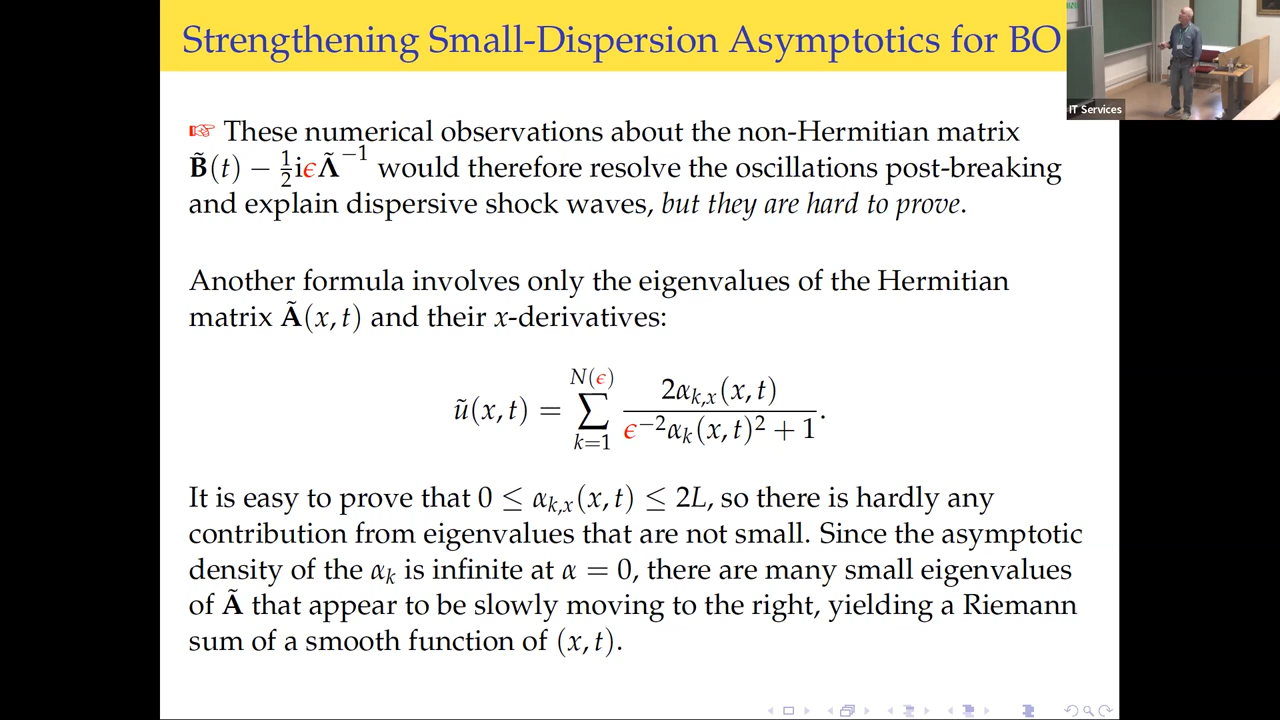 Strengthening Small-Dispersion Asymptotics for BO
IT Services
☞ These numerical observations about the non-Hermitian matrix
B̃(t) − ½iϵΛ̃⁻¹ would therefore resolve the oscillations post-breaking
and explain dispersive shock waves, but they are hard to prove.
Another formula involves only the eigenvalues of the Hermitian
matrix Ã(x, t) and their x-derivatives:
ũ(x, t) = ∑_{k=1}^{N(ϵ)} 2α_{k,x}(x, t) / (ϵ⁻²α_k(x, t)² + 1).
It is easy to prove that 0 ≤ α_{k,x}(x, t) ≤ 2L, so there is hardly any
contribution from eigenvalues that are not small. Since the asymptotic
density of the α_k is infinite at α = 0, there are many small eigenvalues
of Ã that appear to be slowly moving to the right, yielding a Riemann
sum of a smooth function of (x, t).